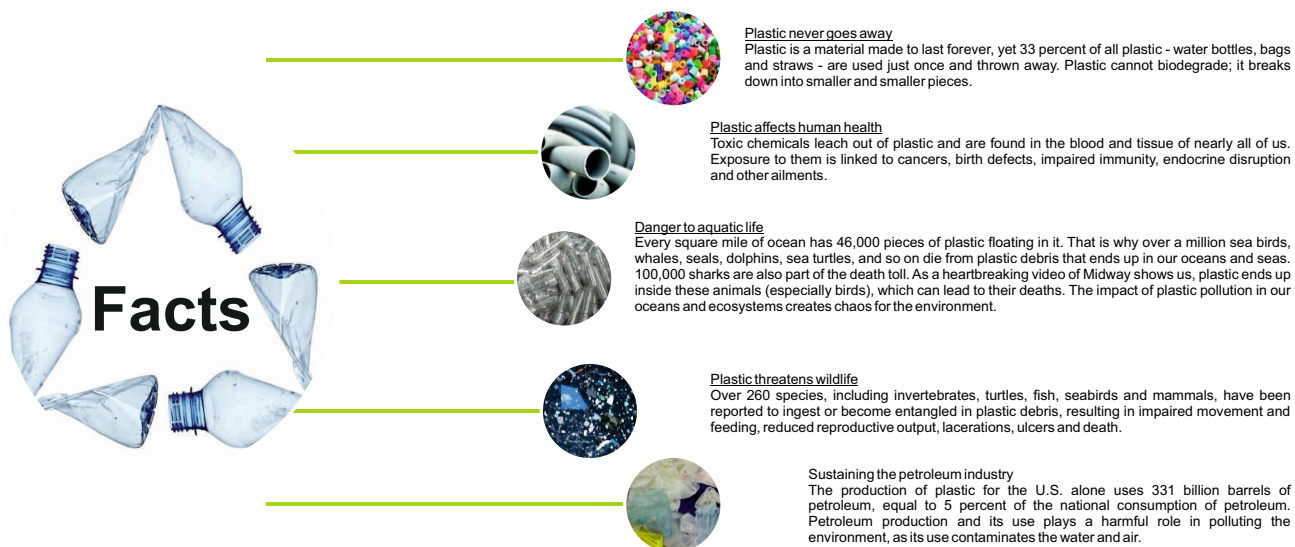 Facts
Plastic never goes away
Plastic is a material made to last forever, yet 33 percent of all plastic - water bottles, bags
and straws - are used just once and thrown away. Plastic cannot biodegrade; it breaks
down into smaller and smaller pieces.
Plastic affects human health
Toxic chemicals leach out of plastic and are found in the blood and tissue of nearly all of us.
Exposure to them is linked to cancers, birth defects, impaired immunity, endocrine disruption
and other ailments.
Danger to aquatic life
Every square mile of ocean has 46,000 pieces of plastic floating in it. That is why over a million sea birds,
whales, seals, dolphins, sea turtles, and so on die from plastic debris that ends up in our oceans and seas.
100,000 sharks are also part of the death toll. As a heartbreaking video of Midway shows us, plastic ends up
inside these animals (especially birds), which can lead to their deaths. The impact of plastic pollution in our
oceans and ecosystems creates chaos for the environment.
Plastic threatens wildlife
Over 260 species, including invertebrates, turtles, fish, seabirds and mammals, have been
reported to ingest or become entangled in plastic debris, resulting in impaired movement and
feeding, reduced reproductive output, lacerations, ulcers and death.
Sustaining the petroleum industry
The production of plastic for the U.S. alone uses 331 billion barrels of
petroleum, equal to 5 percent of the national consumption of petroleum.
Petroleum production and its use plays a harmful role in polluting the
environment, as its use contaminates the water and air.